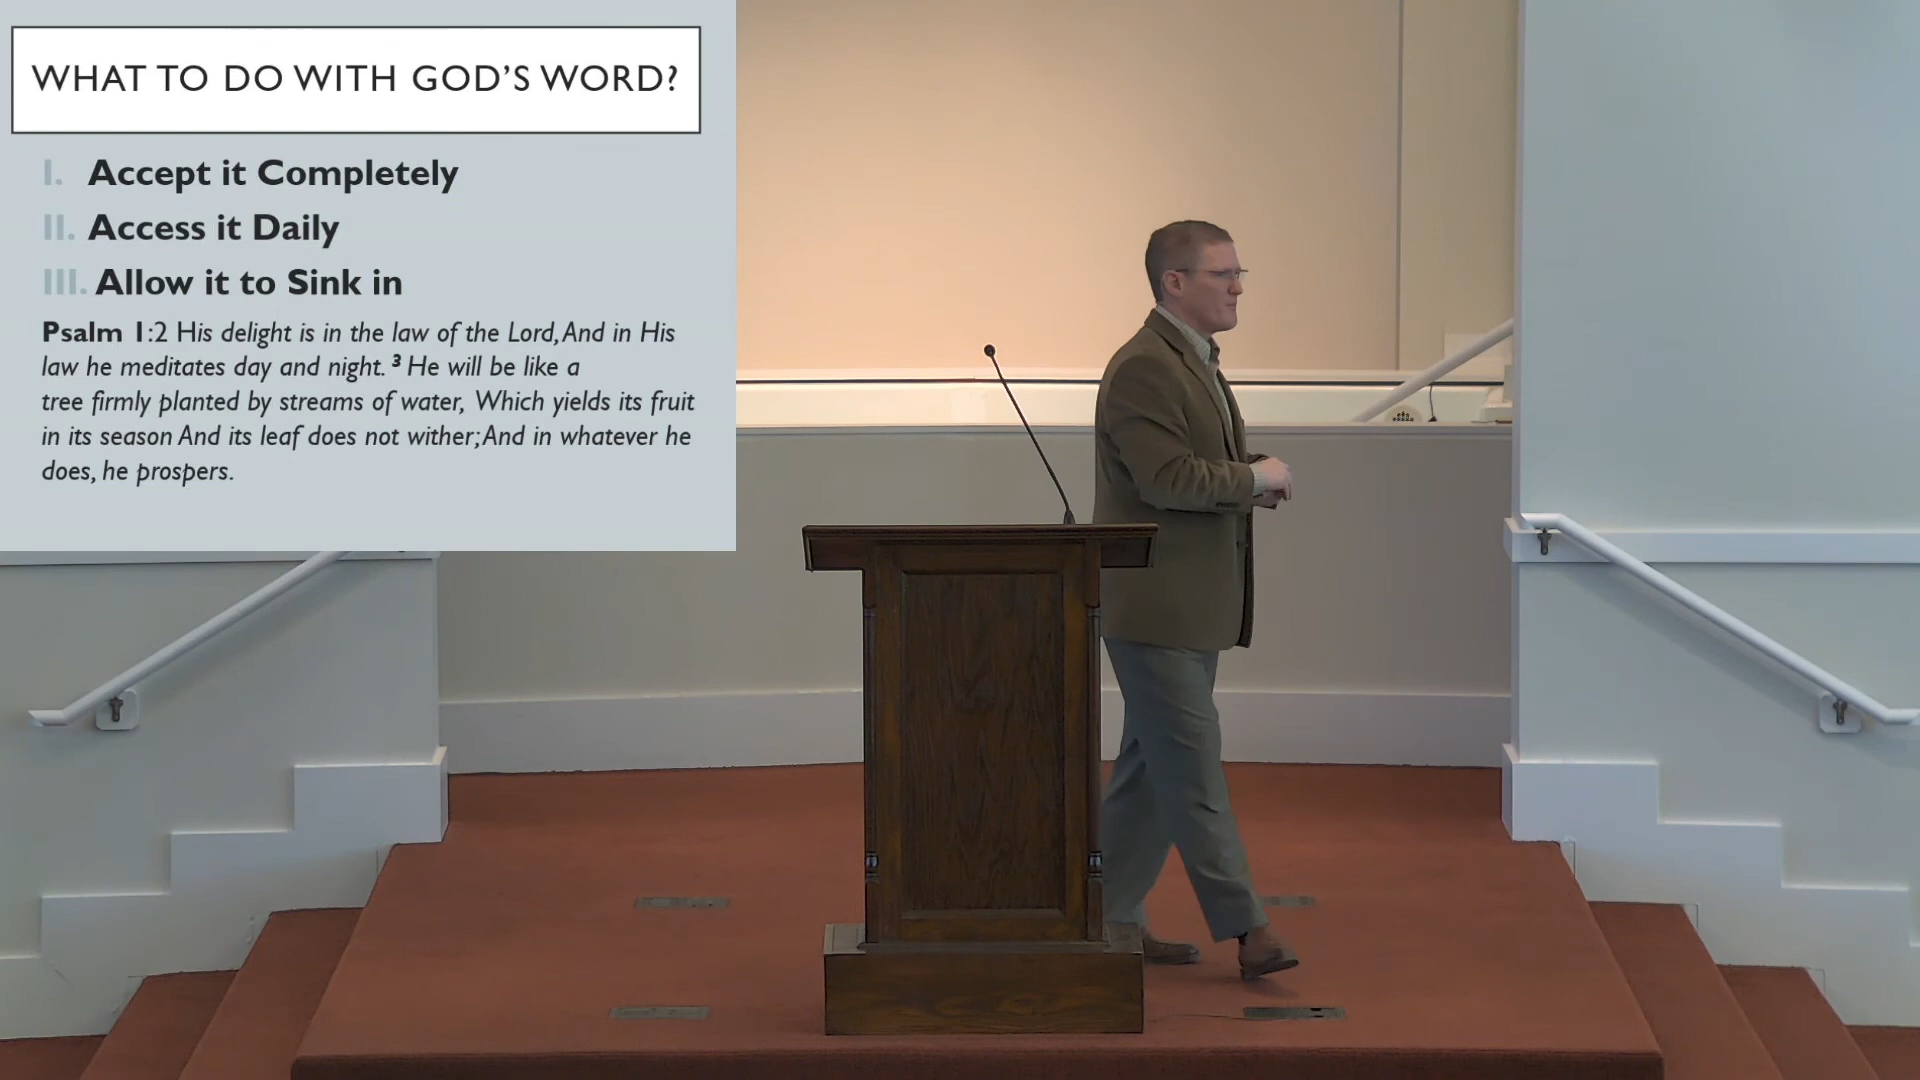 WHAT TO DO WITH GOD'S WORD?
I. Accept it Completely
II. Access it Daily
III. Allow it to Sink in
Psalm 1:2 His delight is in the law of the Lord,And in His
law he meditates day and night. ³ He will be like a
tree firmly planted by streams of water, Which yields its fruit
in its season And its leaf does not wither;And in whatever he
does, he prospers.